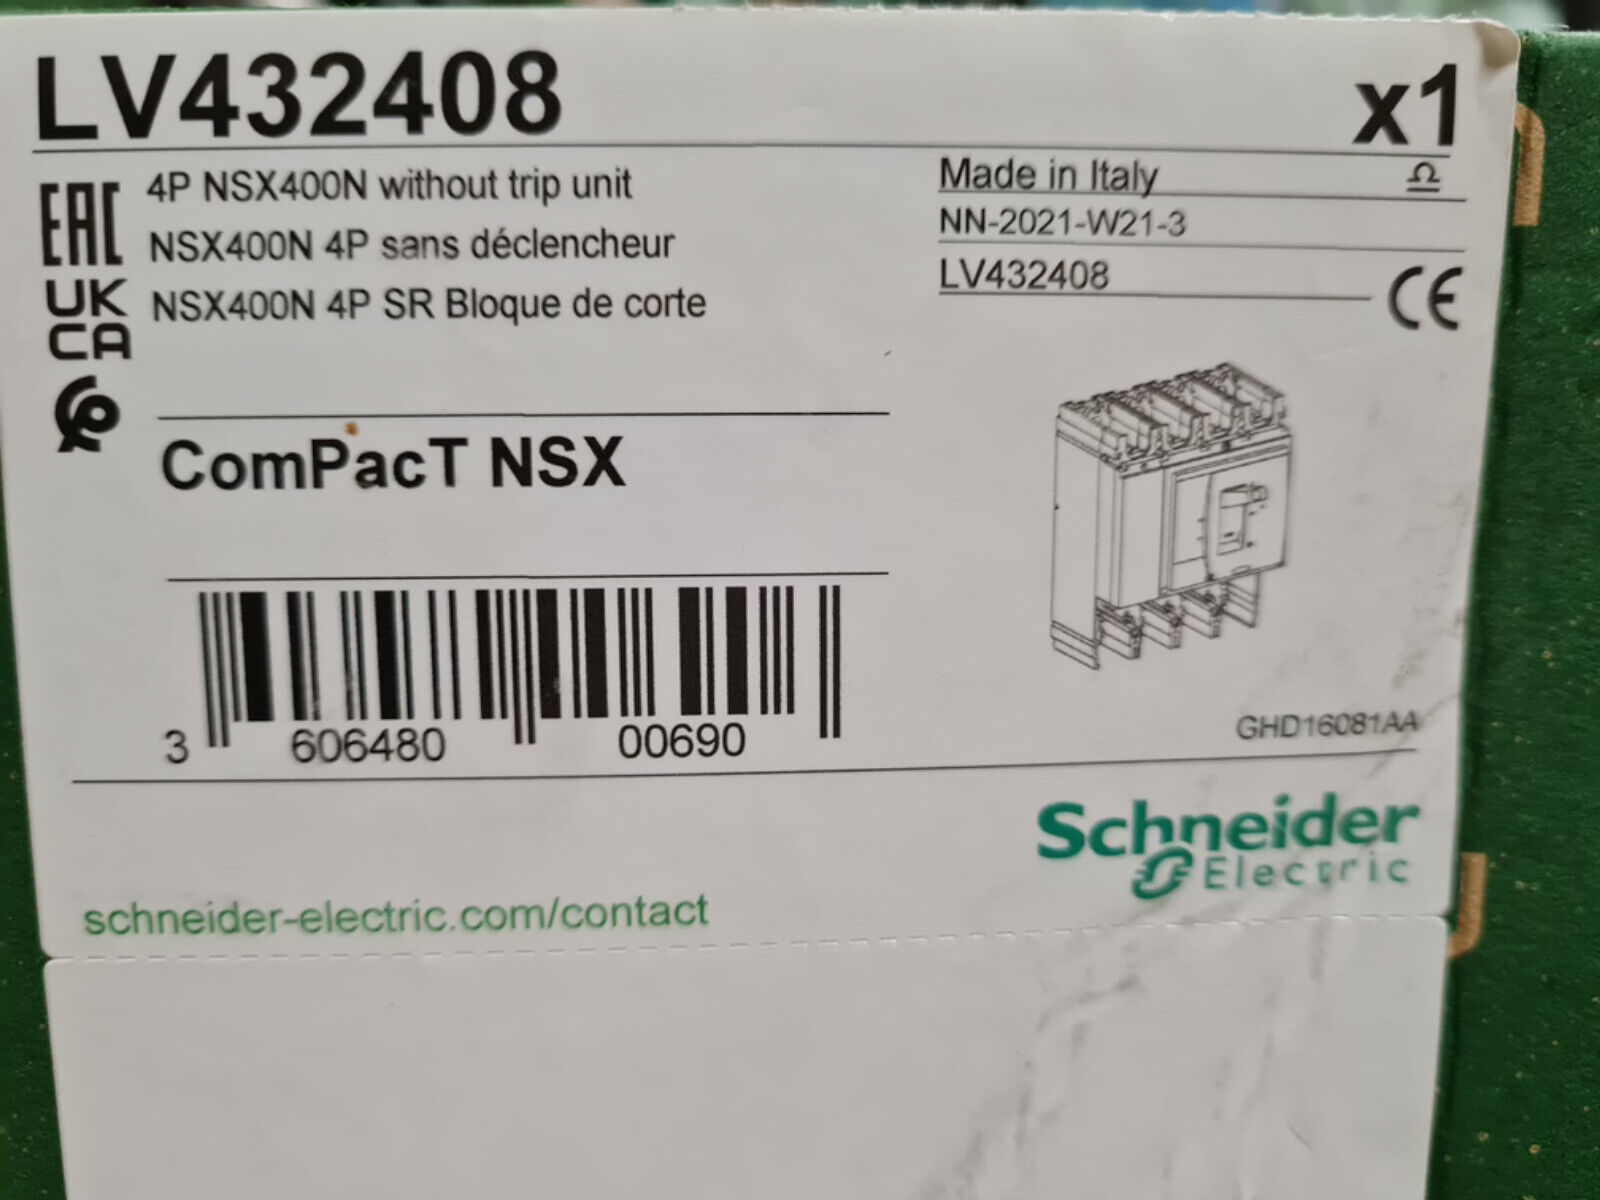 LV432408
x1
4P NSX400N without trip unit
NSX400N 4P sans déclencheur
NSX400N 4P SR Bloque de corte
EAC
UK
CA
Made in Italy
NN-2021-W21-3
LV432408
CE
ComPacT NSX
3 606480 00690
GHD16081AA
Schneider
Electric
schneider-electric.com/contact